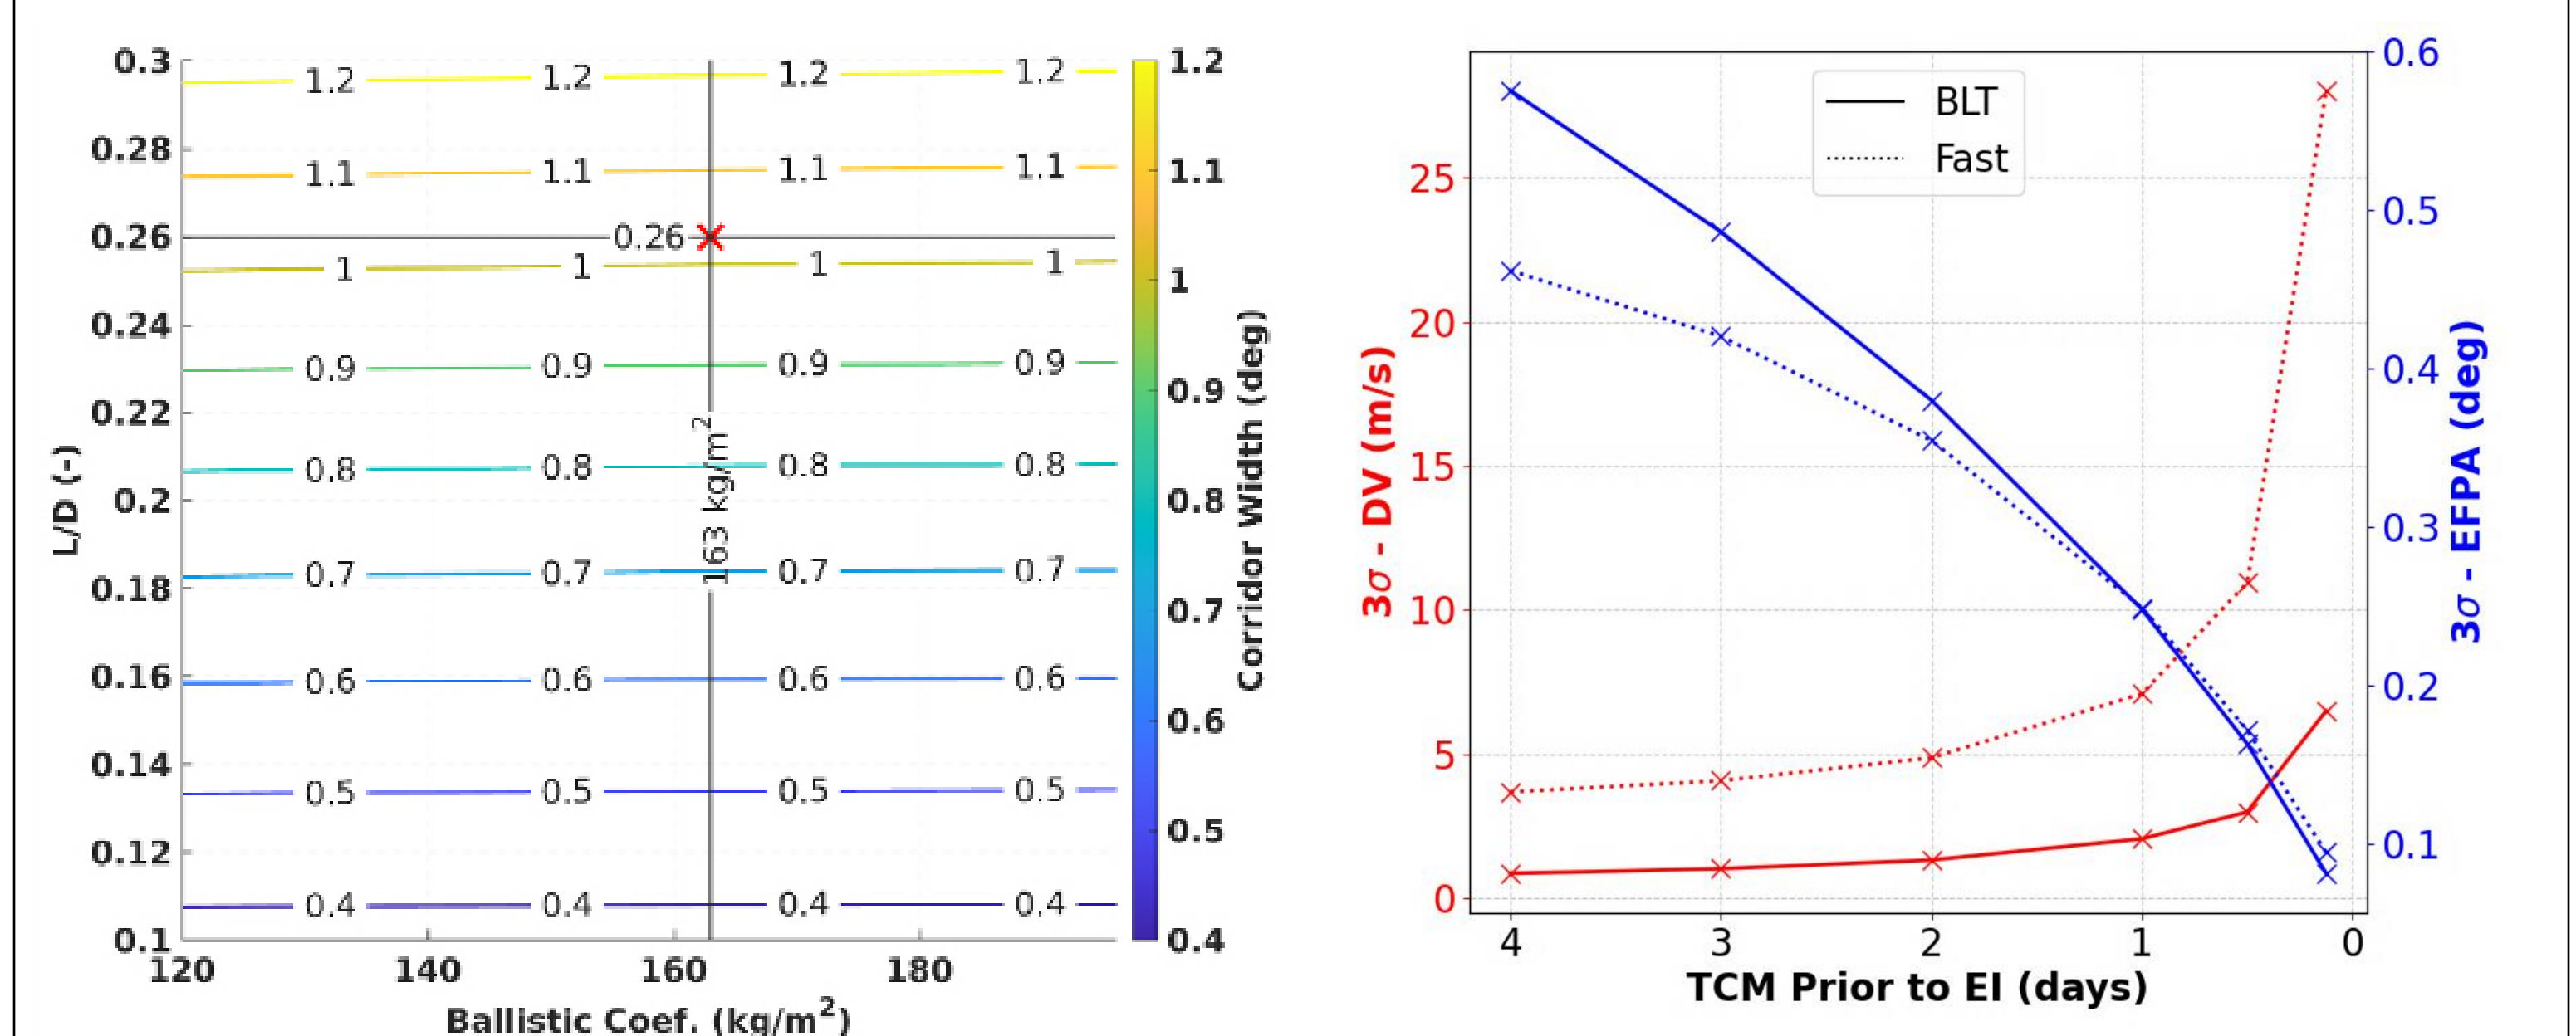 0.3
0.28
0.26
0.24
0.22
0.2
0.18
0.16
0.14
0.12
0.1
L/D (-)
1.2 1.2 1.2 1.2
1.1 1.1 1.1 1.1
0.26
1 1 1 1
0.9 0.9 0.9 0.9
0.8 0.8 0.8 0.8
0.7 0.7 0.7 0.7
0.6 0.6 0.6 0.6
0.5 0.5 0.5 0.5
0.4 0.4 0.4 0.4
163 kg/m²
120 140 160 180
Ballistic Coef. (kg/m²)
1.2
1.1
1
0.9
0.8
0.7
0.6
0.5
0.4
Corridor Width (deg)
3σ - DV (m/s)
25
20
15
10
5
0
BLT
Fast
4 3 2 1 0
TCM Prior to EI (days)
0.6
0.5
0.4
0.3
0.2
0.1
3σ - EFPA (deg)